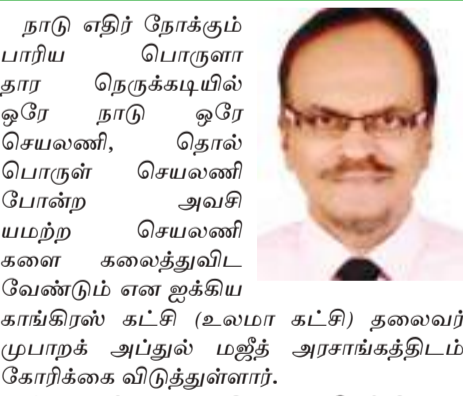 நாடு எதிர் நோக்கும்
பாரிய பொருளா
தார நெருக்கடியில்
ஒரே நாடு ஒரே
செயலணி, தொல்
பொருள் செயலணி
போன்ற அவசி
யமற்ற செயலணி
களை கலைத்துவிட
வேண்டும் என ஐக்கிய
காங்கிரஸ் கட்சி (உலமா கட்சி) தலைவர்
முபாறக் அப்துல் மஜீத் அரசாங்கத்திடம்
கோரிக்கை விடுத்துள்ளார்.